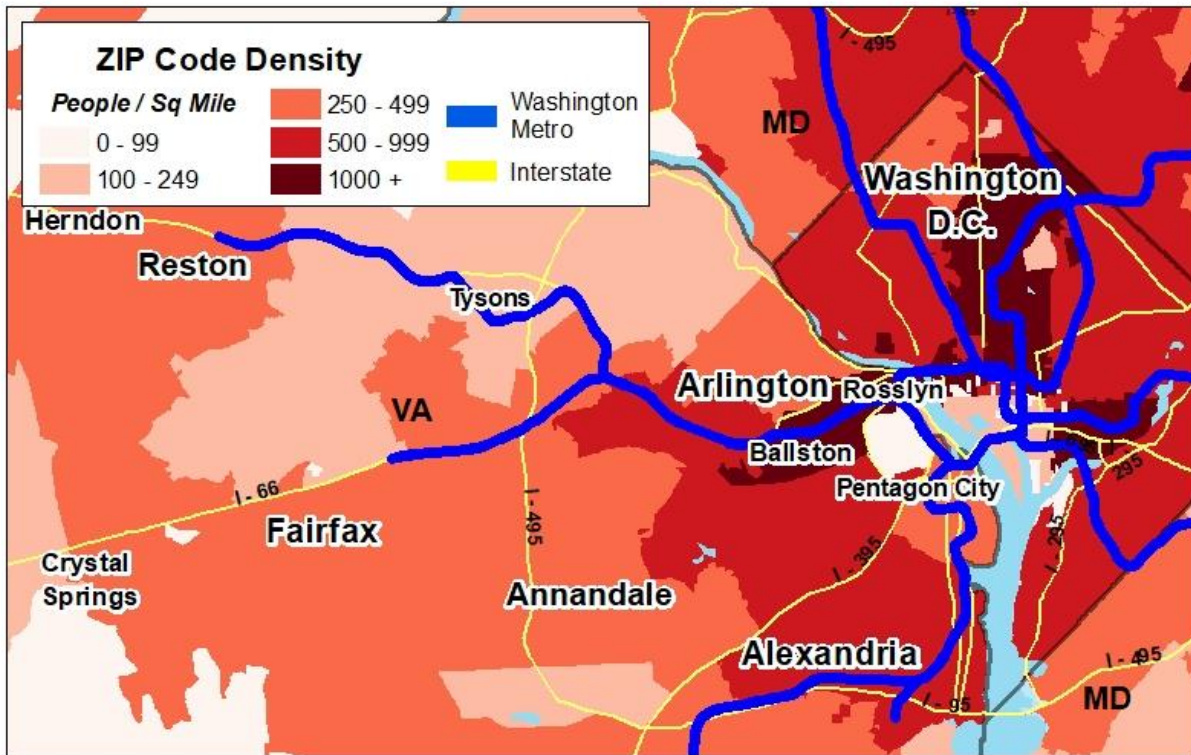 ZIP Code Density
People / Sq Mile
0 - 99
100 - 249
250 - 499
500 - 999
1000 +
Washington
Metro
Interstate
I - 495
MD
Washington
D.C.
Herndon
Reston
Tysons
Arlington
Rosslyn
VA
Ballston
Pentagon City
295
I - 66
I - 495
Fairfax
I - 395
I - 295
Crystal
Springs
Annandale
Alexandria
I - 495
I - 95
MD